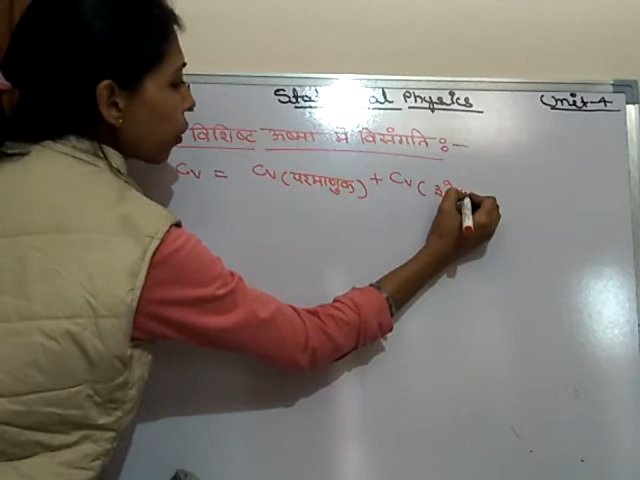 Physics Unit-4
विशिष्ट ऊष्मा में विसंगति :-
Cv = Cv (परमाणुक) + Cv (